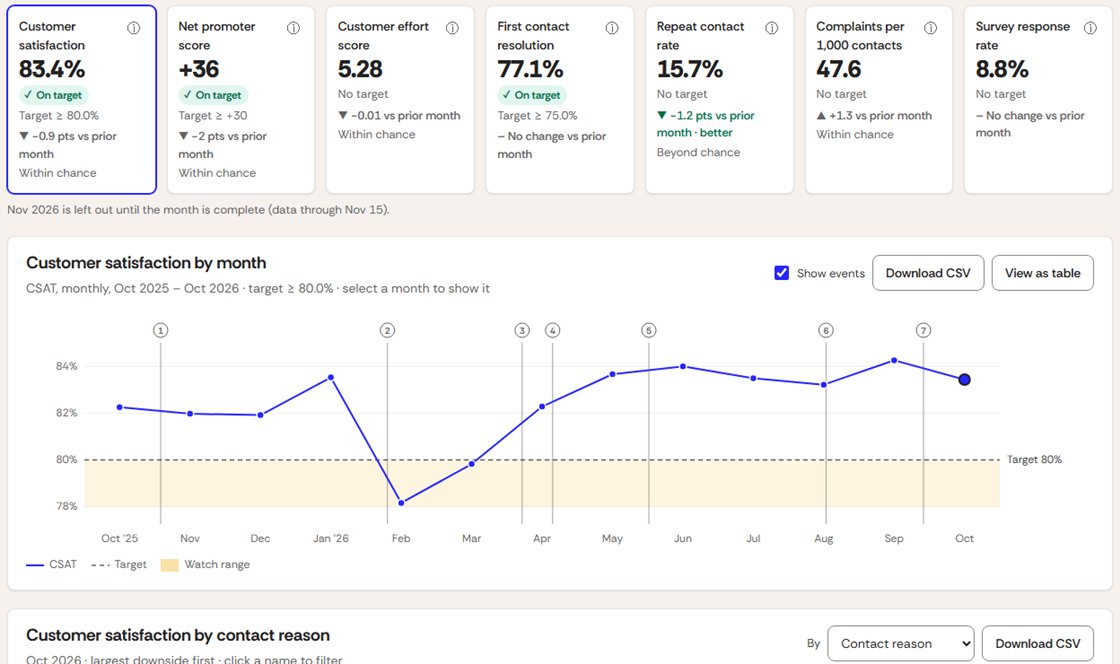 Customer satisfaction
83.4%
✓ On target
Target ≥ 80.0%
▼ −0.9 pts vs prior month
Within chance
Net promoter score
+36
✓ On target
Target ≥ +30
▼ −2 pts vs prior month
Within chance
Customer effort score
5.28
No target
▼ −0.01 vs prior month
Within chance
First contact resolution
77.1%
✓ On target
Target ≥ 75.0%
– No change vs prior month
Repeat contact rate
15.7%
No target
▼ −1.2 pts vs prior month · better
Beyond chance
Complaints per 1,000 contacts
47.6
No target
▲ +1.3 vs prior month
Within chance
Survey response rate
8.8%
No target
– No change vs prior month
Nov 2026 is left out until the month is complete (data through Nov 15).
Customer satisfaction by month
CSAT, monthly, Oct 2025 – Oct 2026 · target ≥ 80.0% · select a month to show it
Show events
Download CSV
View as table
1 2 3 4 5 6 7
84%
82%
80%
78%
Target 80%
Oct '25 Nov Dec Jan '26 Feb Mar Apr May Jun Jul Aug Sep Oct
CSAT Target Watch range
Customer satisfaction by contact reason
By Contact reason
Download CSV
Oct 2026 · largest downside first · click a name to filter